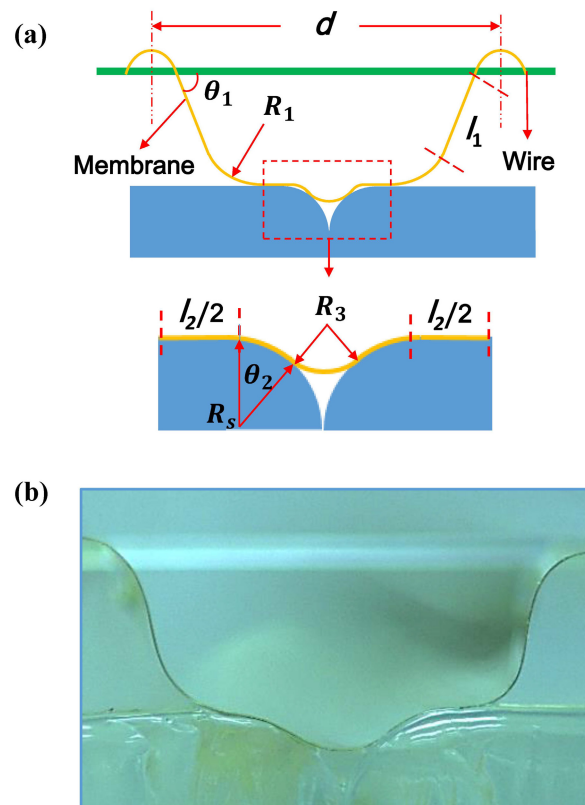 (a)
d
θ₁
R₁
l₁
Membrane
Wire
l₂/2
R₃
l₂/2
θ₂
Rₛ
(b)